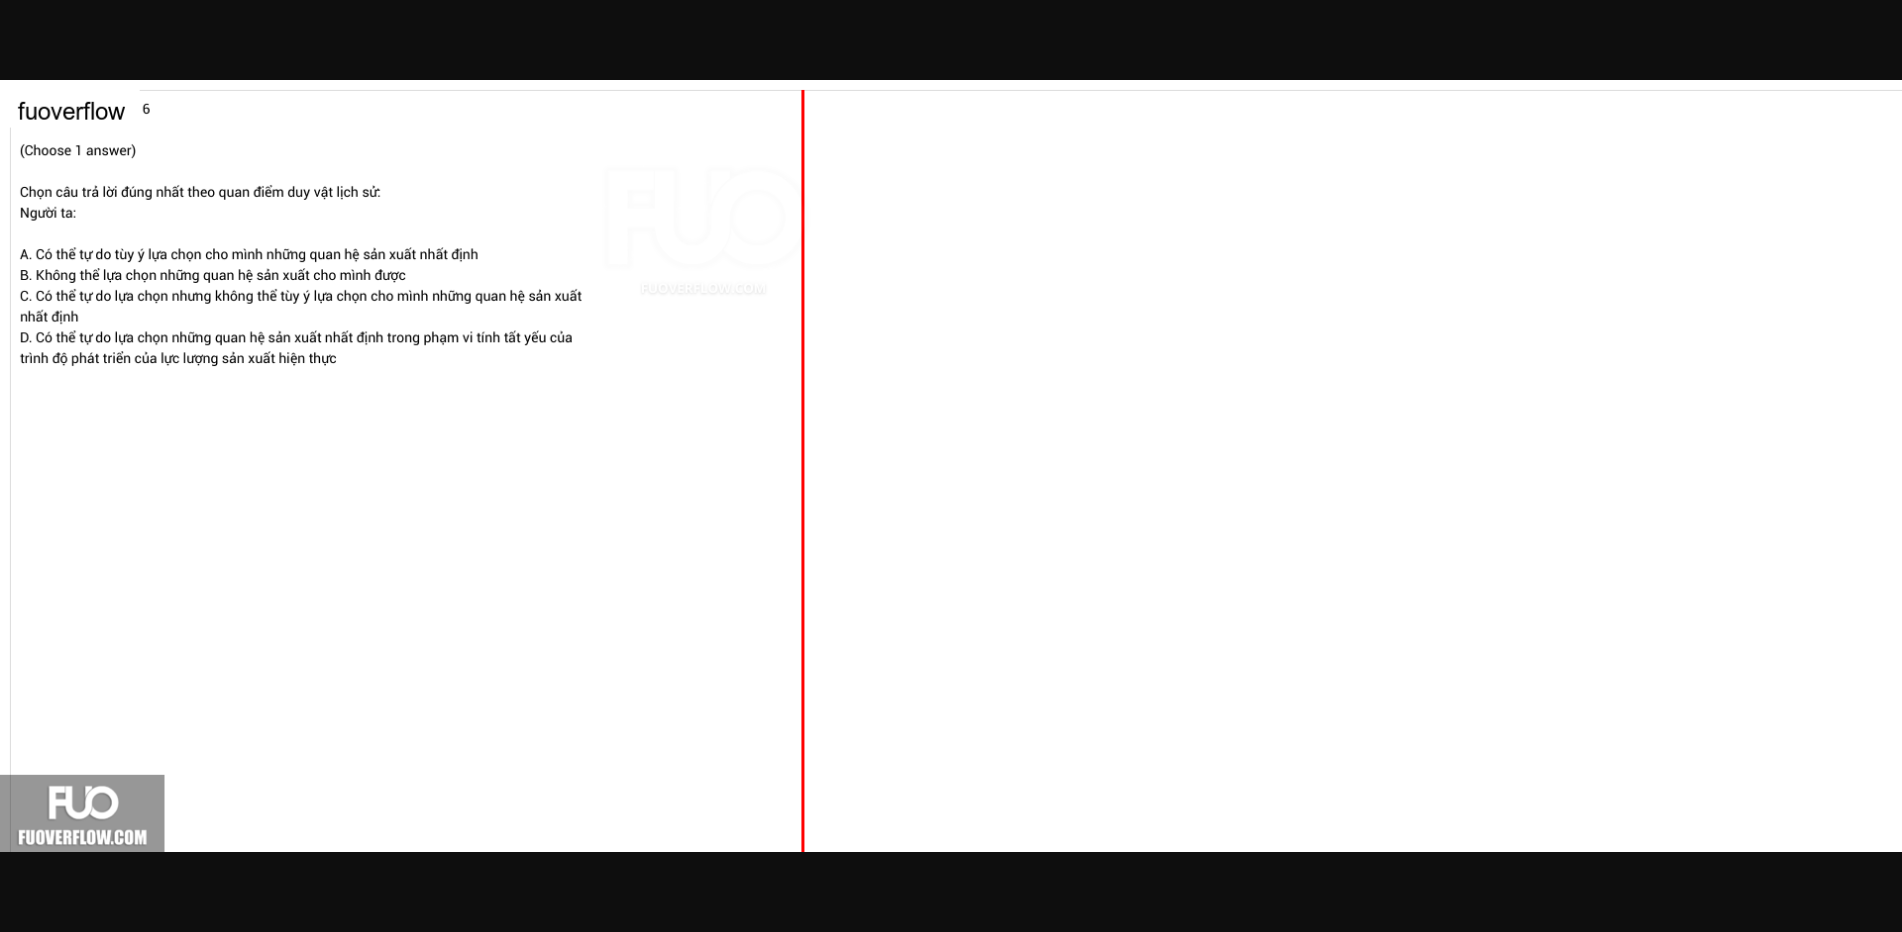 fuoverflow 6
(Choose 1 answer)
Chọn câu trả lời đúng nhất theo quan điểm duy vật lịch sử:
Người ta:
A. Có thể tự do tùy ý lựa chọn cho mình những quan hệ sản xuất nhất định
B. Không thể lựa chọn những quan hệ sản xuất cho mình được
C. Có thể tự do lựa chọn nhưng không thể tùy ý lựa chọn cho mình những quan hệ sản xuất
nhất định
D. Có thể tự do lựa chọn những quan hệ sản xuất nhất định trong phạm vi tính tất yếu của
trình độ phát triển của lực lượng sản xuất hiện thực
FUO
FUOVERFLOW.COM
FUO
FUOVERFLOW.COM